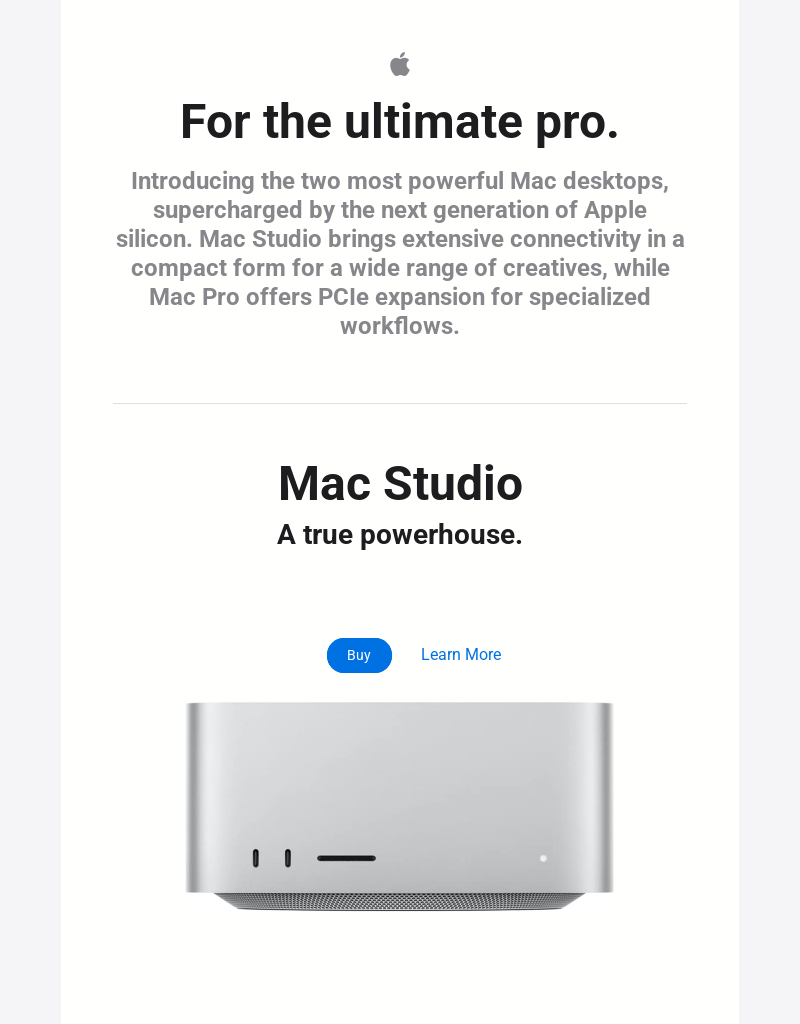 For the ultimate pro.
Introducing the two most powerful Mac desktops,
supercharged by the next generation of Apple
silicon. Mac Studio brings extensive connectivity in a
compact form for a wide range of creatives, while
Mac Pro offers PCIe expansion for specialized
workflows.
Mac Studio
A true powerhouse.
Buy
Learn More